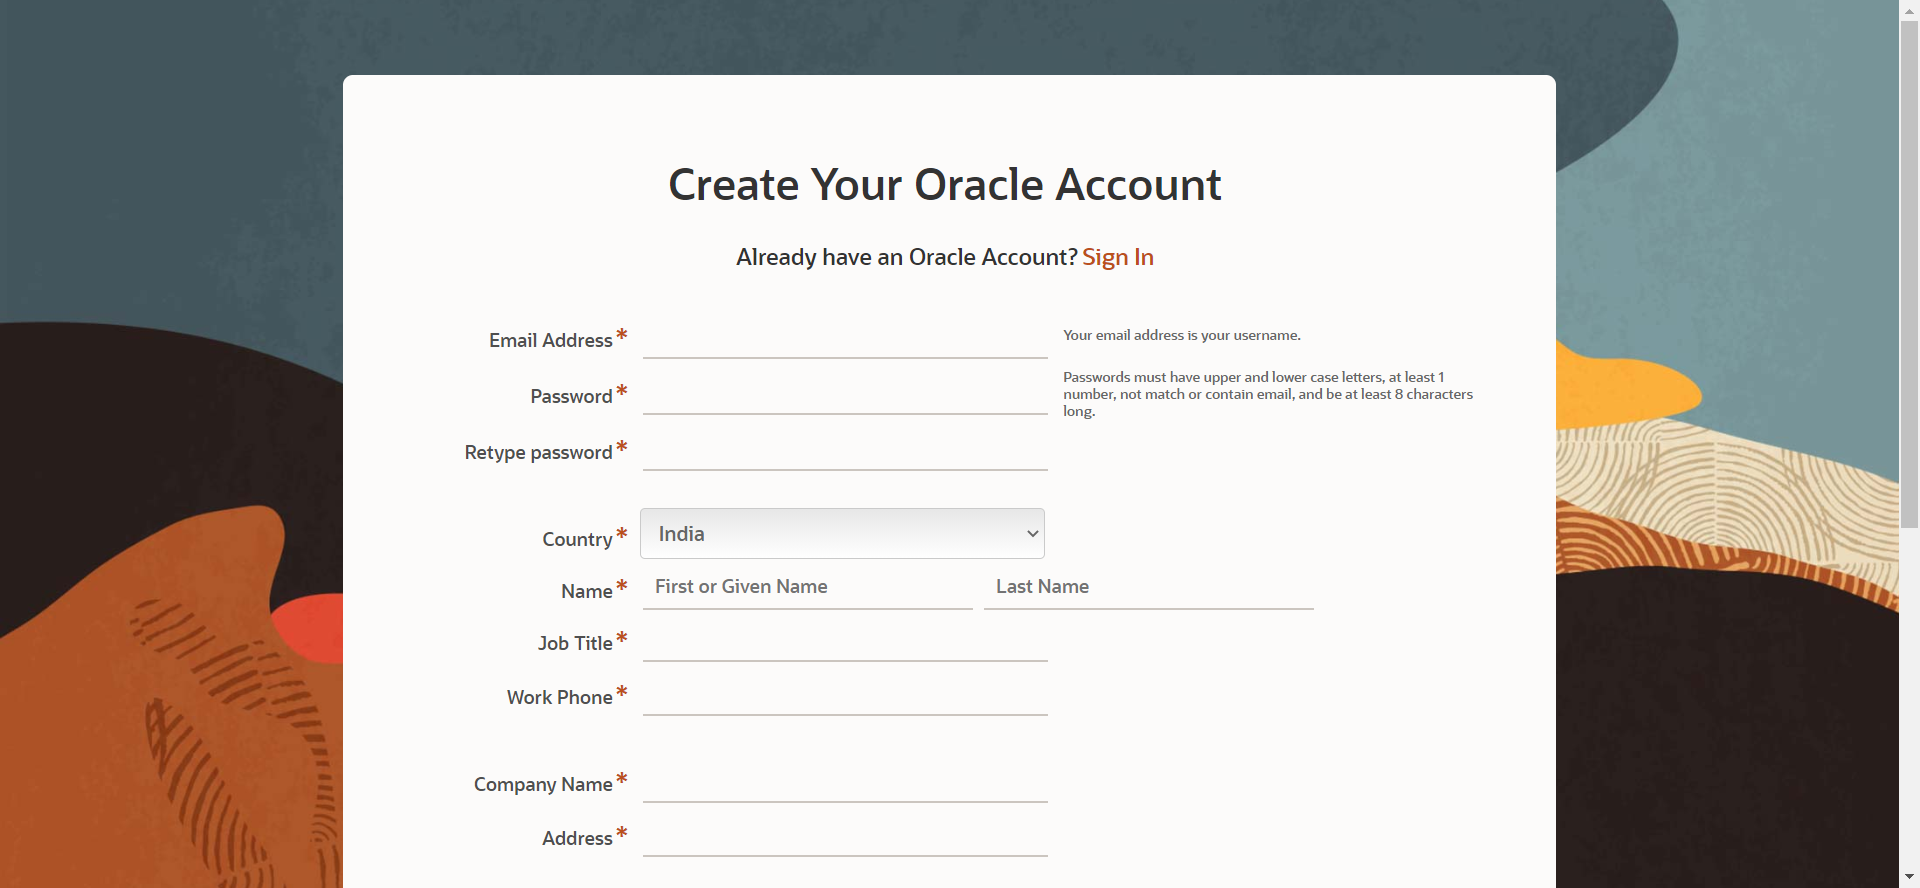 Create Your Oracle Account
Already have an Oracle Account? Sign In
Email Address*
Your email address is your username.
Password*
Passwords must have upper and lower case letters, at least 1
number, not match or contain email, and be at least 8 characters
long.
Retype password*
Country* India
Name* First or Given Name Last Name
Job Title*
Work Phone*
Company Name*
Address*